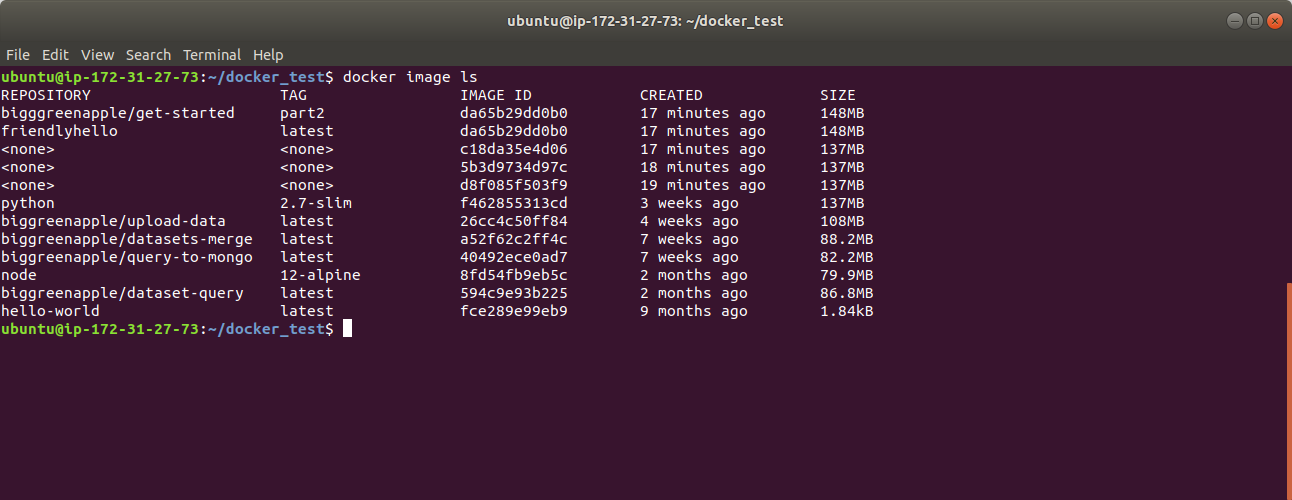 ubuntu@ip-172-31-27-73: ~/docker_test
File Edit View Search Terminal Help
ubuntu@ip-172-31-27-73:~/docker_test$ docker image ls
REPOSITORY TAG IMAGE ID CREATED SIZE
bigggreenapple/get-started part2 da65b29dd0b0 17 minutes ago 148MB
friendlyhello latest da65b29dd0b0 17 minutes ago 148MB
<none> <none> c18da35e4d06 17 minutes ago 137MB
<none> <none> 5b3d9734d97c 18 minutes ago 137MB
<none> <none> d8f085f503f9 19 minutes ago 137MB
python 2.7-slim f462855313cd 3 weeks ago 137MB
biggreenapple/upload-data latest 26cc4c50ff84 4 weeks ago 108MB
biggreenapple/datasets-merge latest a52f62c2ff4c 7 weeks ago 88.2MB
biggreenapple/query-to-mongo latest 40492ece0ad7 7 weeks ago 82.2MB
node 12-alpine 8fd54fb9eb5c 2 months ago 79.9MB
biggreenapple/dataset-query latest 594c9e93b225 2 months ago 86.8MB
hello-world latest fce289e99eb9 9 months ago 1.84kB
ubuntu@ip-172-31-27-73:~/docker_test$